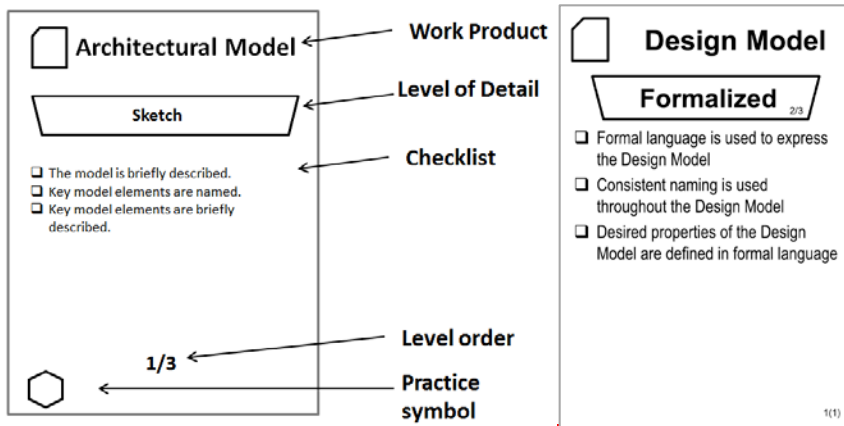 Architectural Model
Sketch
❑ The model is briefly described.
❑ Key model elements are named.
❑ Key model elements are briefly
described.
1/3
Work Product
Level of Detail
Checklist
Level order
Practice
symbol
Design Model
Formalized
2/3
❑ Formal language is used to express
the Design Model
❑ Consistent naming is used
throughout the Design Model
❑ Desired properties of the Design
Model are defined in formal language
1(1)